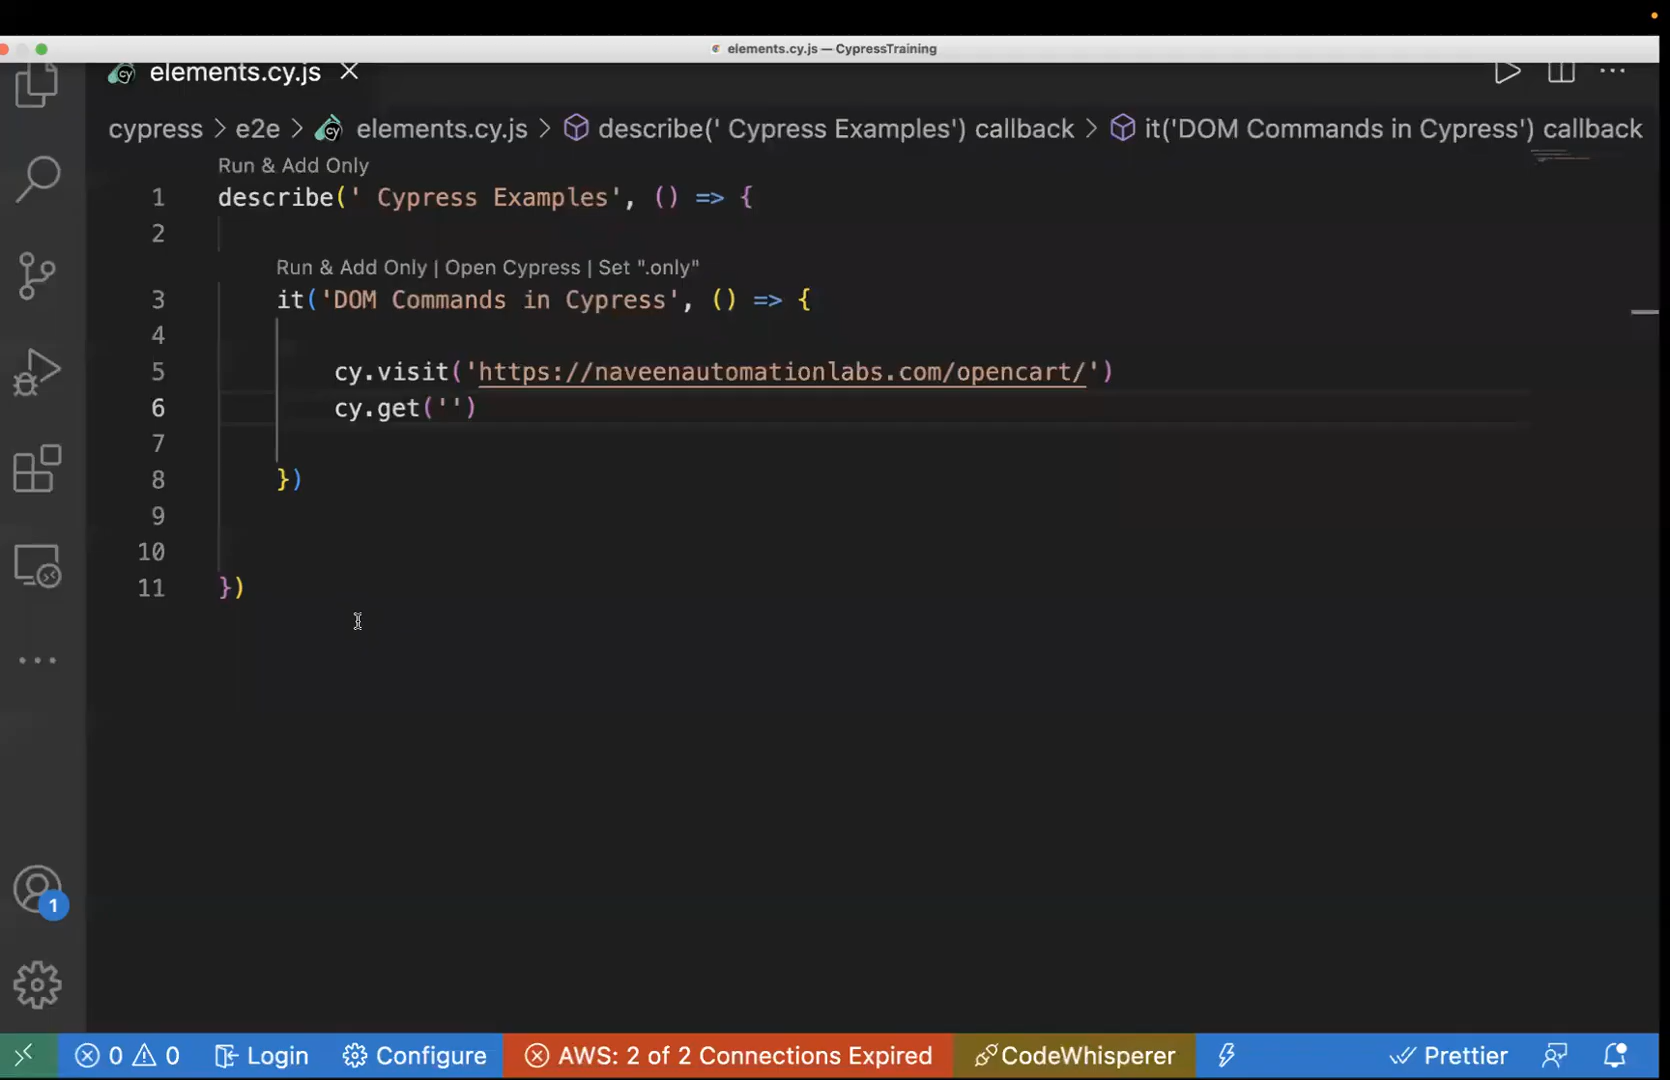 elements.cy.js — CypressTraining
elements.cy.js
cypress > e2e > elements.cy.js > describe(' Cypress Examples') callback > it('DOM Commands in Cypress') callback
Run & Add Only
1 describe(' Cypress Examples', () => {
2
Run & Add Only | Open Cypress | Set ".only"
3 it('DOM Commands in Cypress', () => {
4
5 cy.visit('https://naveenautomationlabs.com/opencart/')
6 cy.get('')
7
8 })
9
10
11 })
1
0 0 Login Configure AWS: 2 of 2 Connections Expired CodeWhisperer Prettier